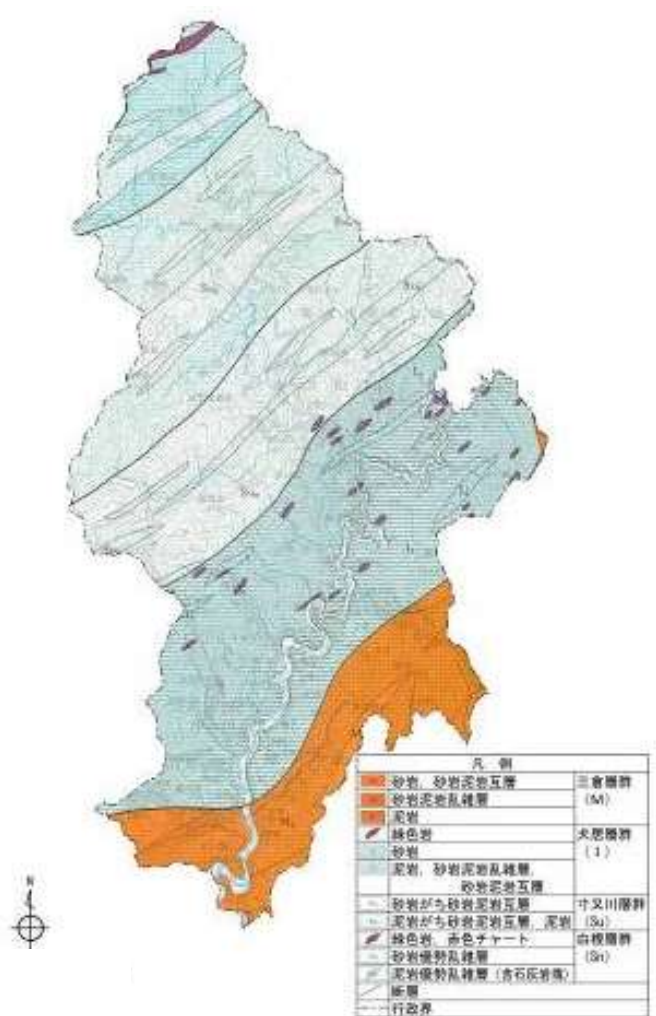 N
凡例
砂岩，砂岩泥岩互層
三倉層群
砂岩泥岩乱雑層
(M)
泥岩
緑色岩
犬居層群
砂岩
(I)
泥岩，砂岩泥岩乱雑層，
砂岩泥岩互層
砂岩がち砂岩泥岩互層
寸又川層群
泥岩がち砂岩泥岩互層，泥岩
(Su)
緑色岩，赤色チャート
白根層群
砂岩優勢乱雑層
(Sn)
泥岩優勢乱雑層（含石灰岩塊）
断層
行政界